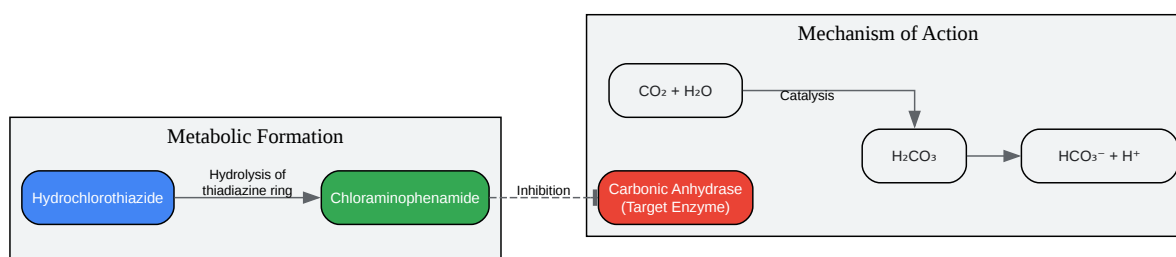 Metabolic Formation
Hydrochlorothiazide
Hydrolysis of
thiadiazine ring
Chloraminophenamide
Inhibition
Mechanism of Action
CO₂ + H₂O
Catalysis
H₂CO₃
HCO₃⁻ + H⁺
Carbonic Anhydrase
(Target Enzyme)